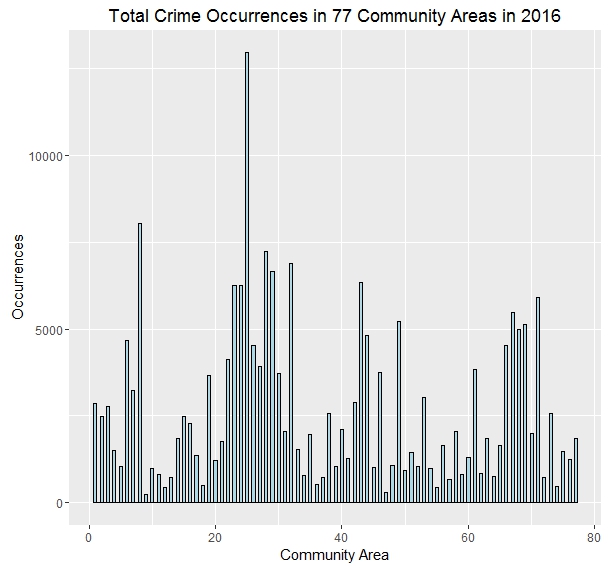 Total Crime Occurrences in 77 Community Areas in 2016
Occurrences
10000
5000
0
0 20 40 60 80
Community Area